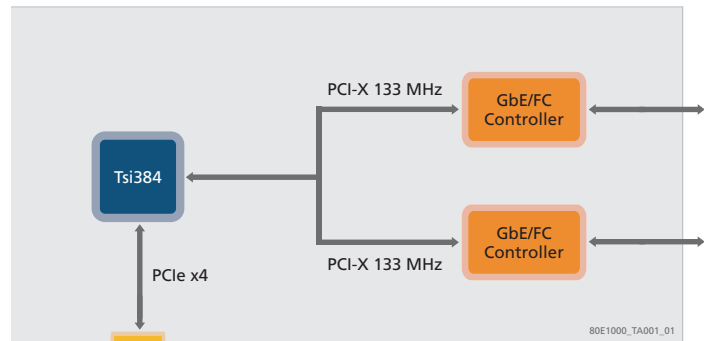 PCI-X 133 MHz
GbE/FC
Controller
Tsi384
GbE/FC
Controller
PCI-X 133 MHz
PCIe x4
80E1000_TA001_01